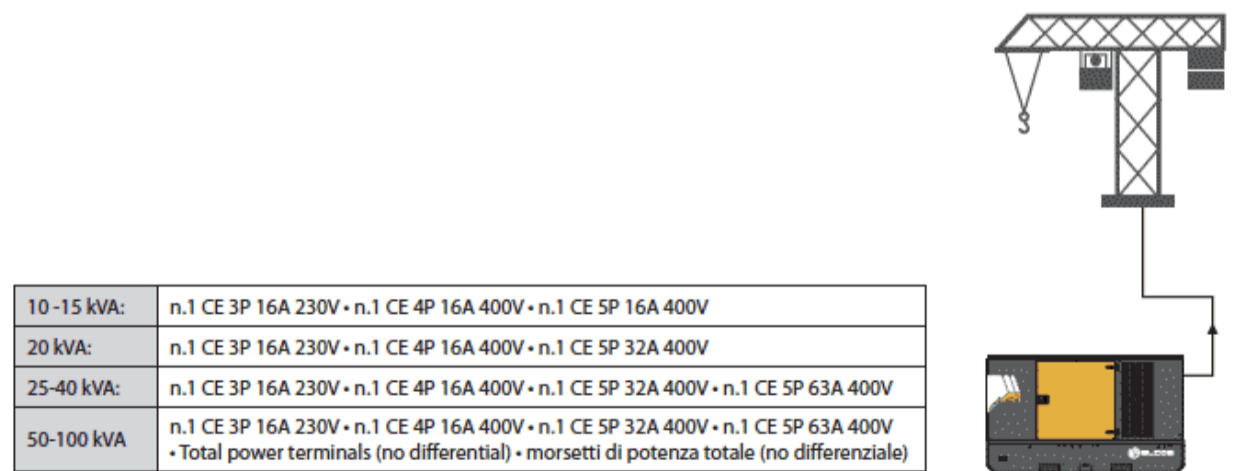 10 -15 kVA: n.1 CE 3P 16A 230V • n.1 CE 4P 16A 400V • n.1 CE 5P 16A 400V
20 kVA: n.1 CE 3P 16A 230V • n.1 CE 4P 16A 400V • n.1 CE 5P 32A 400V
25-40 kVA: n.1 CE 3P 16A 230V • n.1 CE 4P 16A 400V • n.1 CE 5P 32A 400V • n.1 CE 5P 63A 400V
50-100 kVA n.1 CE 3P 16A 230V • n.1 CE 4P 16A 400V • n.1 CE 5P 32A 400V • n.1 CE 5P 63A 400V
• Total power terminals (no differential) • morsetti di potenza totale (no differenziale)
ELCOS